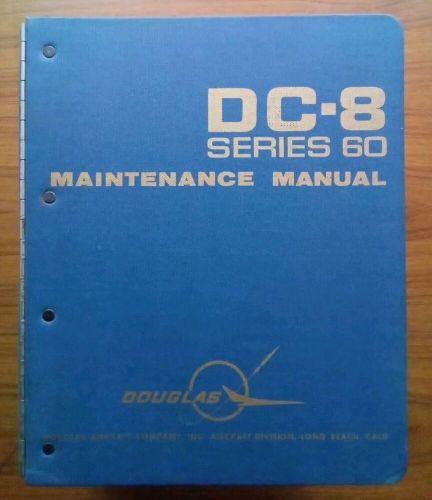 DC-8
SERIES 60
MAINTENANCE MANUAL
DOUGLAS
DOUGLAS AIRCRAFT COMPANY, INC. AIRCRAFT DIVISION, LONG BEACH, CALIF.